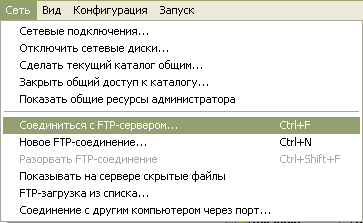 Сеть Вид Конфигурация Запуск
Сетевые подключения...
Отключить сетевые диски...
Сделать текущий каталог общим...
Закрыть общий доступ к каталогу...
Показать общие ресурсы администратора
Соединиться с FTP-сервером... Ctrl+F
Новое FTP-соединение... Ctrl+N
Разорвать FTP-соединение Ctrl+Shift+F
Показывать на сервере скрытые файлы
FTP-загрузка из списка...
Соединение с другим компьютером через порт...